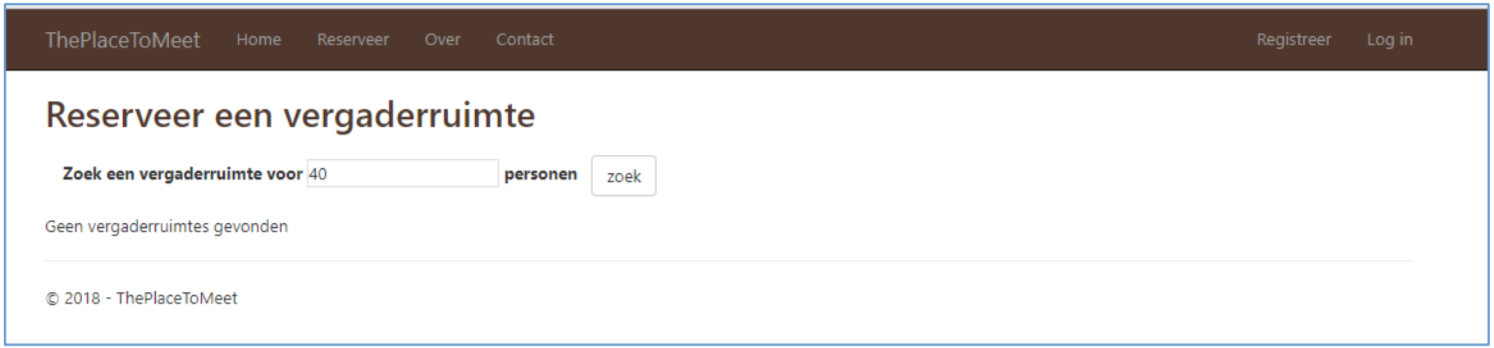 ThePlaceToMeet Home Reserveer Over Contact Registreer Log in
Reserveer een vergaderruimte
Zoek een vergaderruimte voor 40 personen zoek
Geen vergaderruimtes gevonden
© 2018 - ThePlaceToMeet